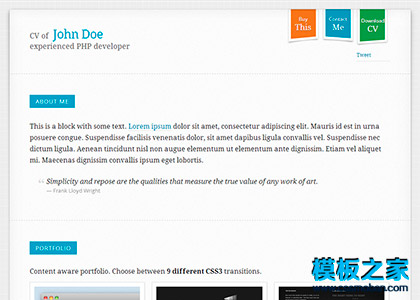 CV of John Doe
experienced PHP developer
Buy
This
Contact
Me
Download
CV
Tweet
ABOUT ME
This is a block with some text. Lorem ipsum dolor sit amet, consectetur adipiscing elit. Mauris id est in urna
posuere congue. Suspendisse facilisis venenatis dolor, sit amet dapibus ligula convallis vel. Suspendisse nec
dictum ligula. Aenean tincidunt nisl non augue elementum ut elementum ante dignissim. Etiam vel aliquet
mi. Maecenas dignissim congue ipsum eget lobortis.
Simplicity and repose are the qualities that measure the true value of any work of art.
— Frank Lloyd Wright
PORTFOLIO
Content aware portfolio. Choose between 9 different CSS3 transitions.
模板之家